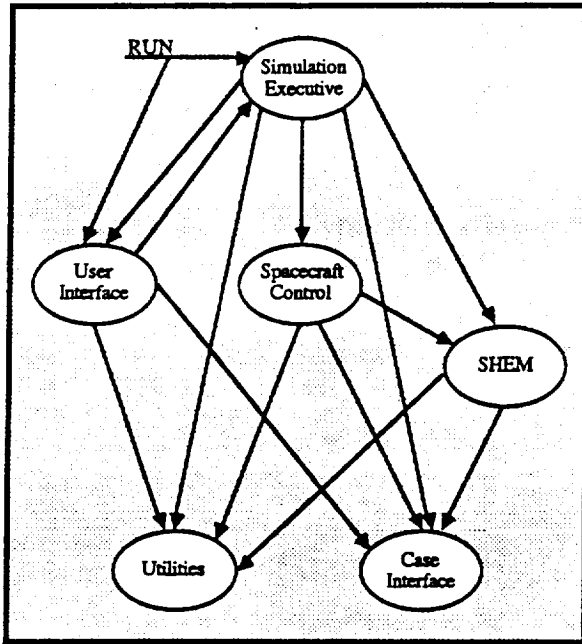 RUN
Simulation
Executive
User
Interface
Spacecraft
Control
SHEM
Utilities
Case
Interface